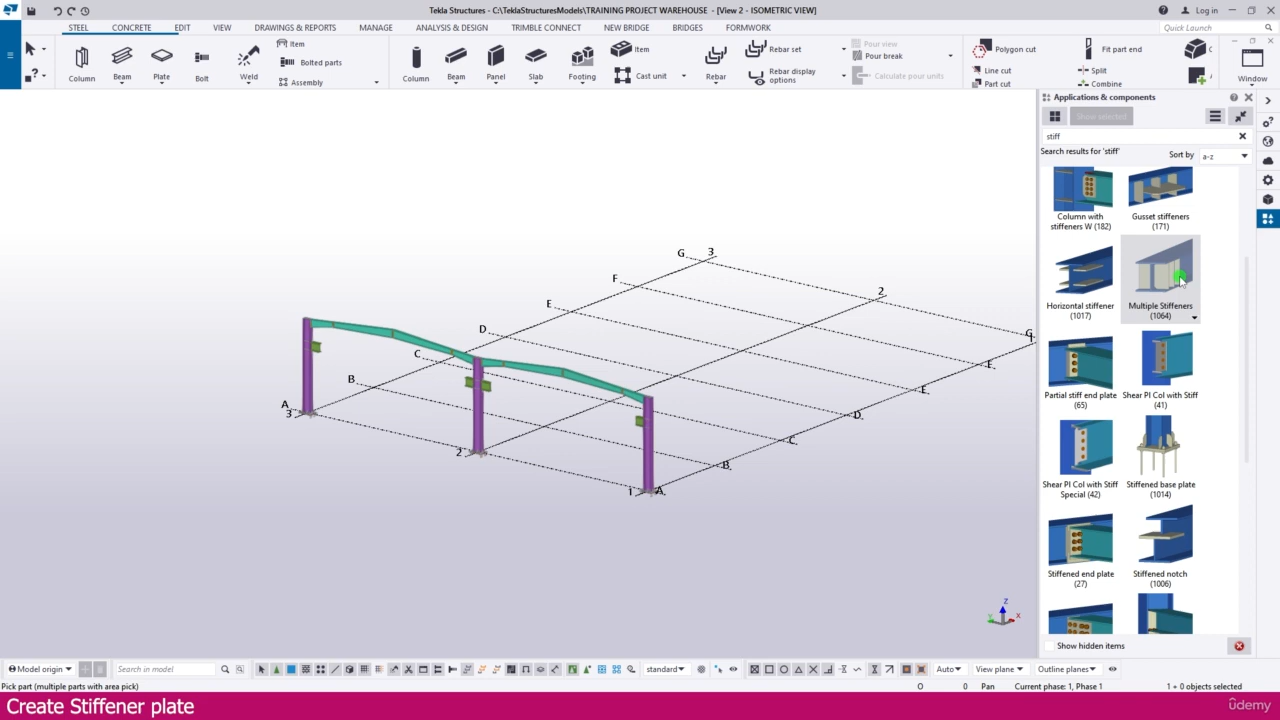 Tekla Structures - C:\TeklaStructuresModels\TRAINING PROJECT WAREHOUSE - [View 2 - ISOMETRIC VIEW]
Log in
STEEL CONCRETE EDIT VIEW DRAWINGS & REPORTS MANAGE ANALYSIS & DESIGN TRIMBLE CONNECT NEW BRIDGE BRIDGES FORMWORK
Quick Launch
Column Beam Plate Bolt Weld
Item
Bolted parts
Assembly
Column Beam Panel Slab Footing
Item
Cast unit
Rebar
Rebar set
Rebar display options
Pour view
Pour break
Calculate pour units
Polygon cut
Line cut
Part cut
Fit part end
Split
Combine
Window
Applications & components
Show selected
stiff
Search results for 'stiff'
Sort by
a-z
Column with stiffeners W (182)
Gusset stiffeners (171)
Horizontal stiffener (1017)
Multiple Stiffeners (1064)
Partial stiff end plate (65)
Shear Pl Col with Stiff (41)
Shear Pl Col with Stiff Special (42)
Stiffened base plate (1014)
Stiffened end plate (27)
Stiffened notch (1006)
Show hidden items
G 3
F
2
E
D
C
B
A
3
G
1
E
E
D
C
B
2
1 A
Z
X
Y
Model origin
Search in model
standard
Auto
View plane
Outline planes
Pick part (multiple parts with area pick)
O 0 Pan Current phase: 1, Phase 1 1 + 0 objects selected
Create Stiffener plate
ûdemy